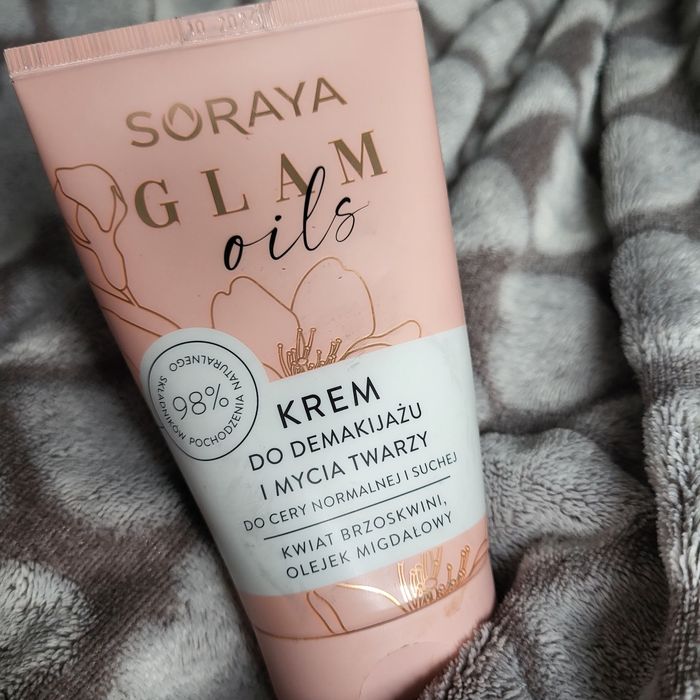 SORAYA
GLAM
oils
98%
SKŁADNIKÓW POCHODZENIA NATURALNEGO
KREM
DO DEMAKIJAŻU
I MYCIA TWARZY
DO CERY NORMALNEJ I SUCHEJ
KWIAT BRZOSKWINI,
OLEJEK MIGDAŁOWY